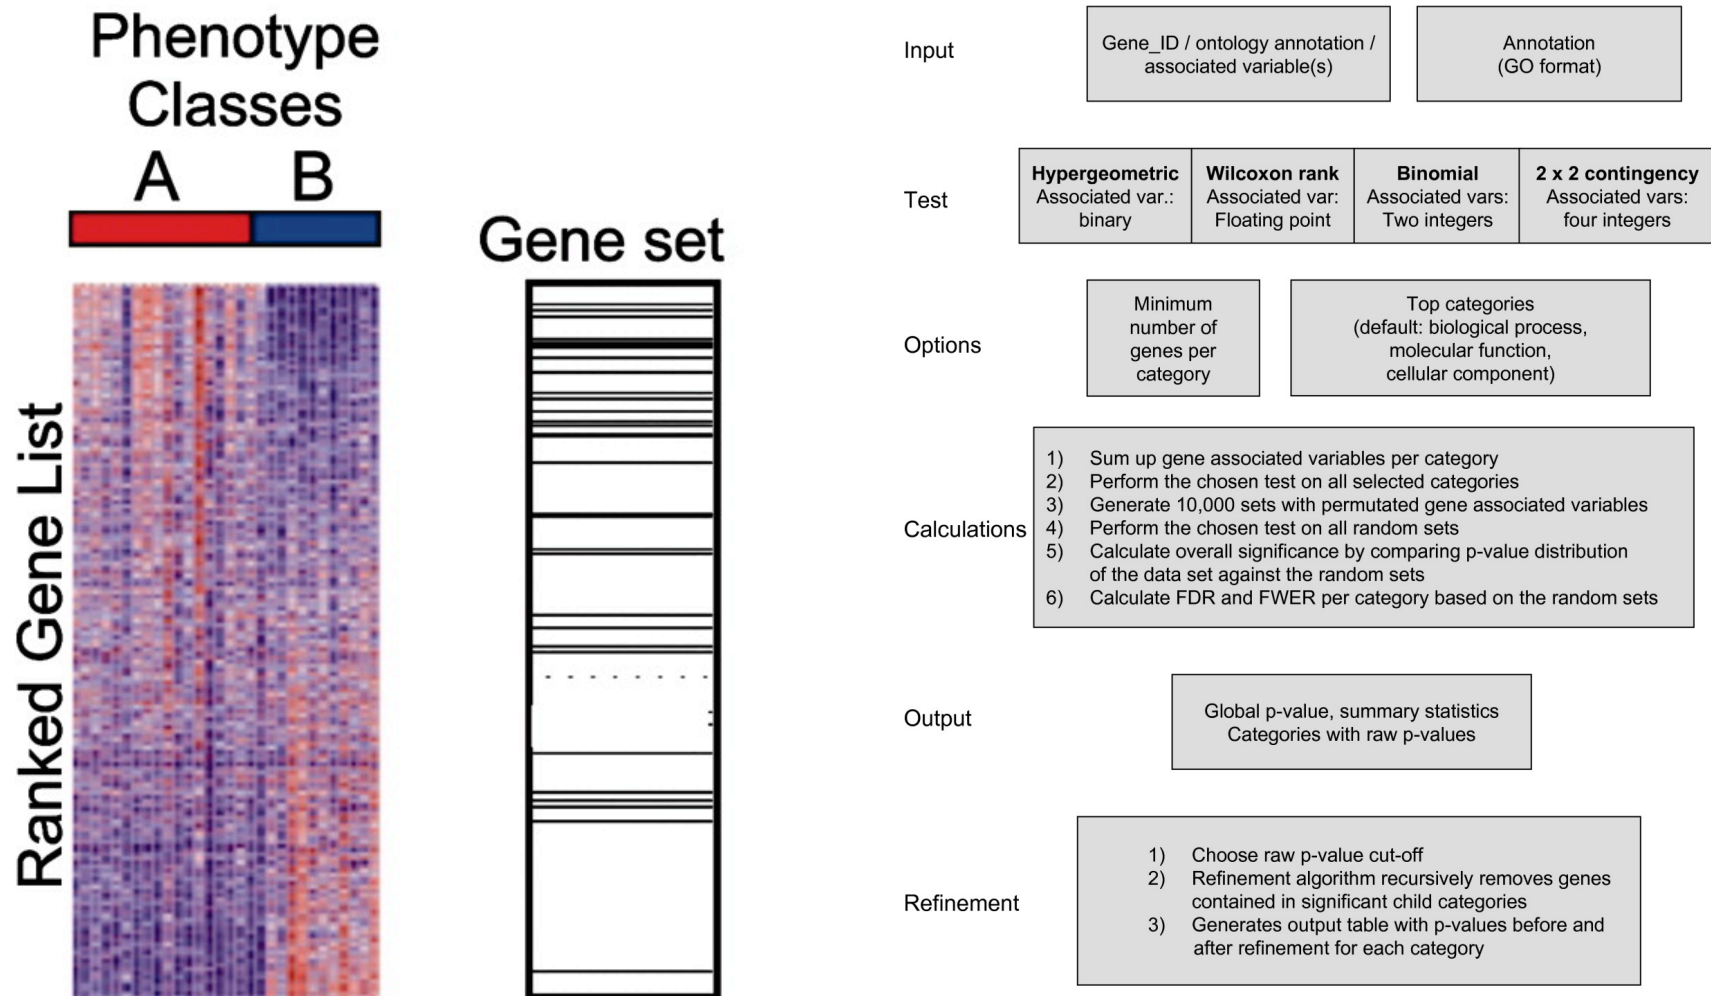 Phenotype
Classes
A B
Gene set
Ranked Gene List
Input
Gene_ID / ontology annotation /
associated variable(s)
Annotation
(GO format)
Test
Hypergeometric
Associated var.:
binary
Wilcoxon rank
Associated var:
Floating point
Binomial
Associated vars:
Two integers
2 x 2 contingency
Associated vars:
four integers
Options
Minimum
number of
genes per
category
Top categories
(default: biological process,
molecular function,
cellular component)
Calculations
1) Sum up gene associated variables per category
2) Perform the chosen test on all selected categories
3) Generate 10,000 sets with permutated gene associated variables
4) Perform the chosen test on all random sets
5) Calculate overall significance by comparing p-value distribution
of the data set against the random sets
6) Calculate FDR and FWER per category based on the random sets
Output
Global p-value, summary statistics
Categories with raw p-values
Refinement
1) Choose raw p-value cut-off
2) Refinement algorithm recursively removes genes
contained in significant child categories
3) Generates output table with p-values before and
after refinement for each category